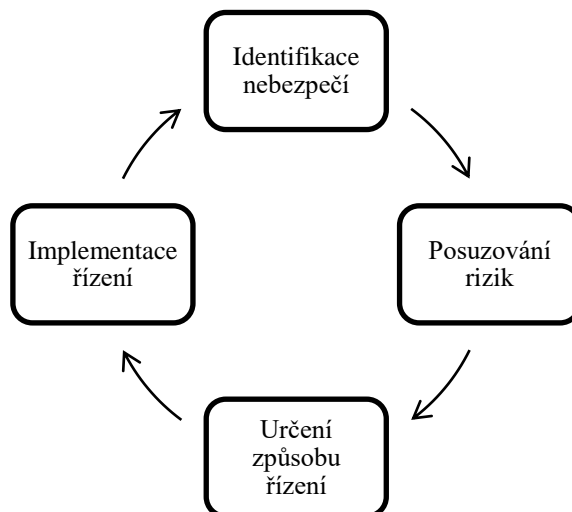 Identifikace
nebezpečí
Posuzování
rizik
Určení
způsobu
řízení
Implementace
řízení